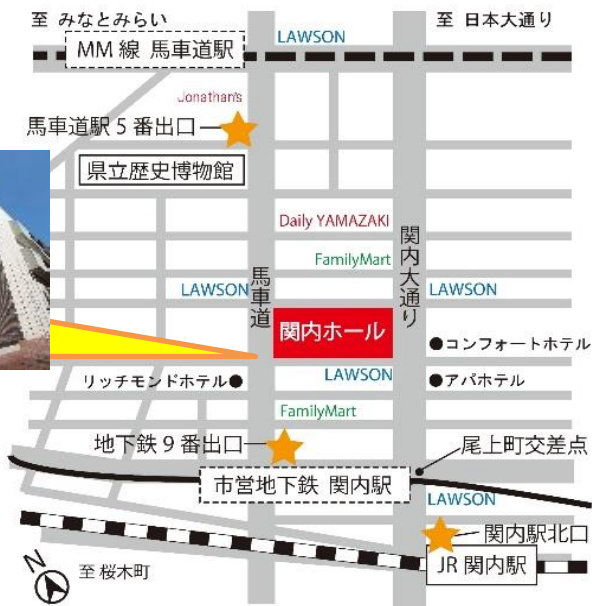 至 みなとみらい
至 日本大通り
LAWSON
MM線 馬車道駅
Jonathan's
馬車道駅5番出口
県立歴史博物館
Daily YAMAZAKI
関内大通り
FamilyMart
馬車道
LAWSON
LAWSON
関内ホール
コンフォートホテル
リッチモンドホテル
LAWSON
アパホテル
FamilyMart
地下鉄9番出口
尾上町交差点
市営地下鉄 関内駅
LAWSON
関内駅北口
JR関内駅
N
至 桜木町